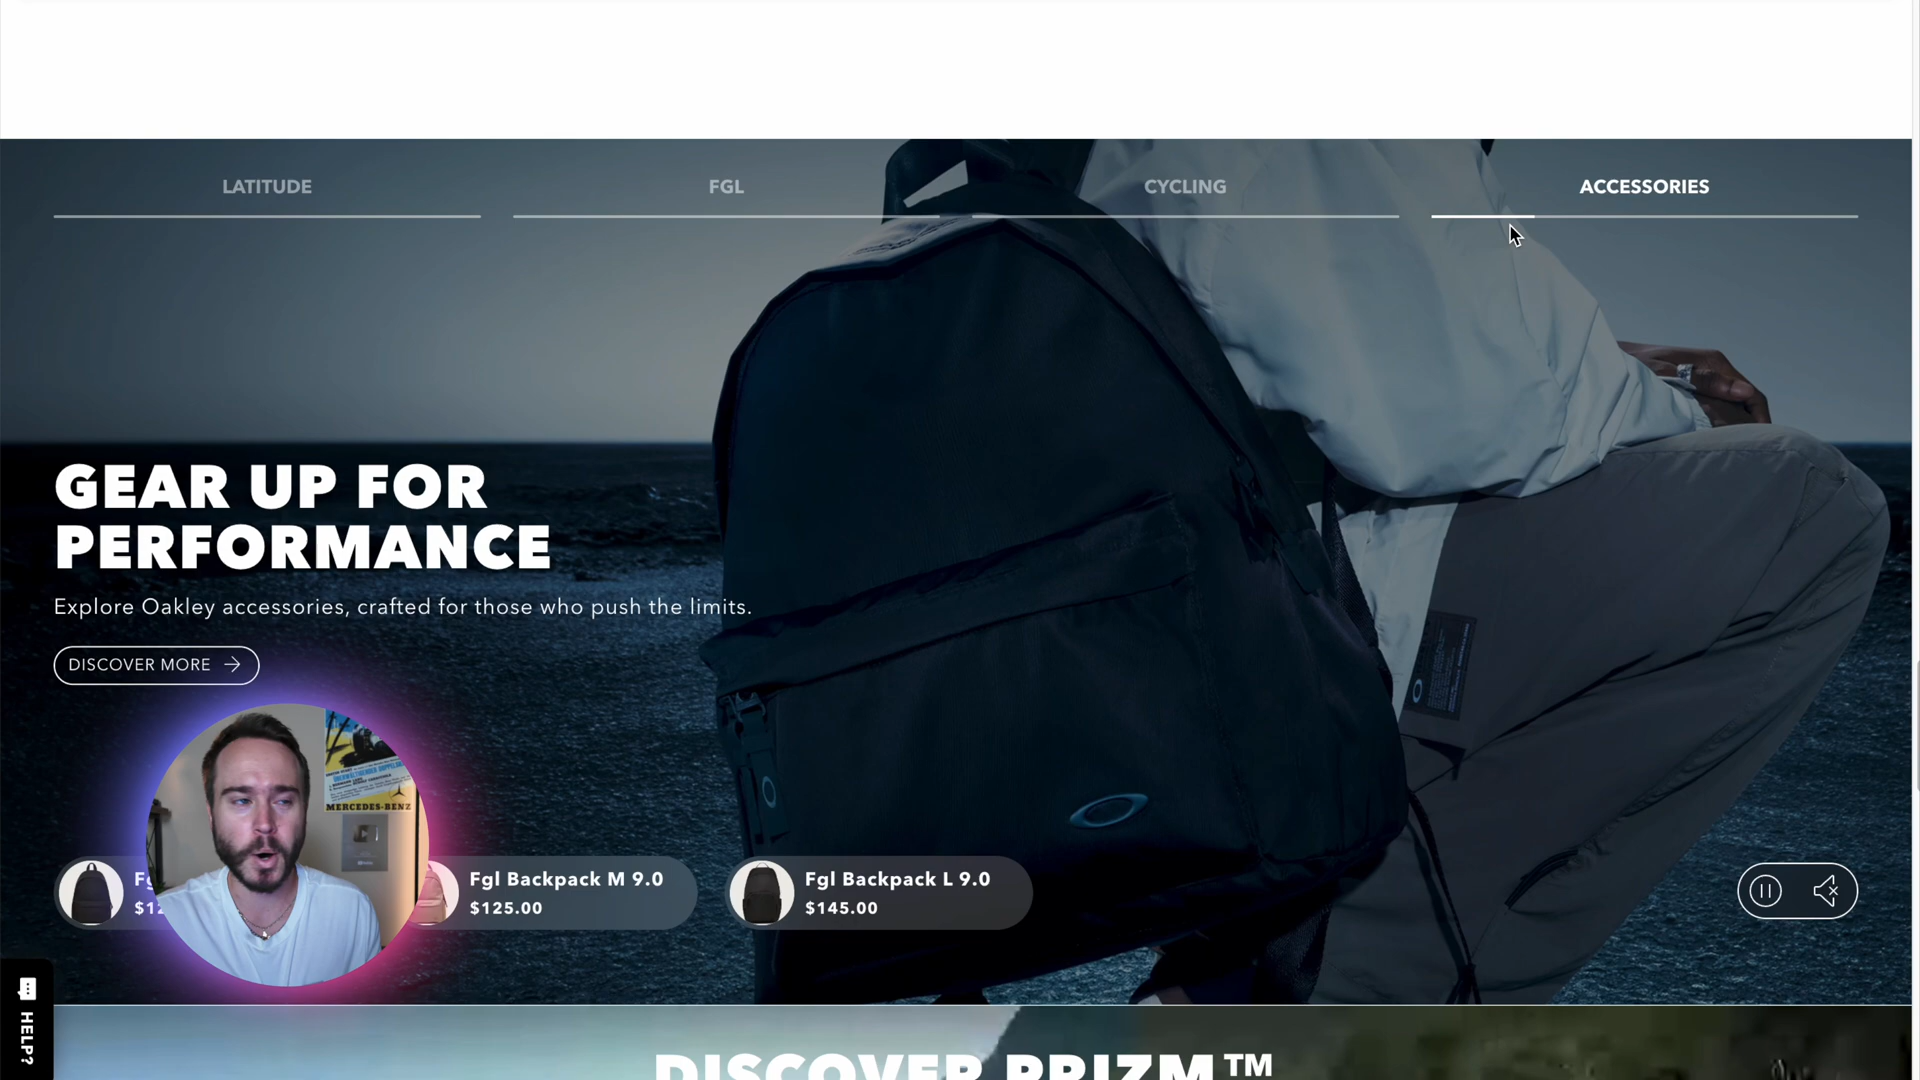 LATITUDE
FGL
CYCLING
ACCESSORIES
GEAR UP FOR
PERFORMANCE
Explore Oakley accessories, crafted for those who push the limits.
DISCOVER MORE
MERCEDES-BENZ
Fgl Backpack M 9.0
$125.00
Fgl Backpack L 9.0
$145.00
HELP?
DISCOVER PRIZM™